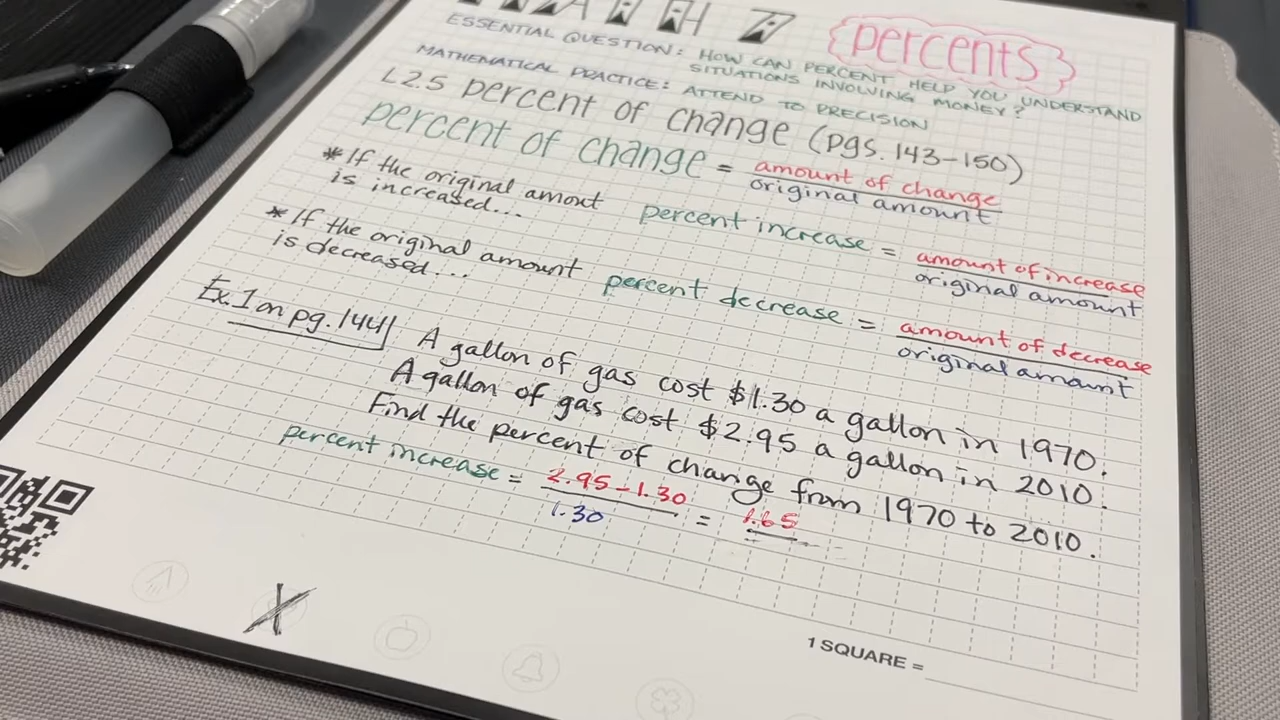 MATH 7
percents
ESSENTIAL QUESTION: HOW CAN PERCENT HELP YOU UNDERSTAND
SITUATIONS INVOLVING MONEY?
MATHEMATICAL PRACTICE: ATTEND TO PRECISION
L2.5 percent of change (pgs. 143-150)
percent of change = amount of change
original amount
*If the original amount
is increased...
percent increase = amount of increase
original amount
*If the original amount
is decreased...
percent decrease = amount of decrease
original amount
Ex. 1 on pg. 144
A gallon of gas cost $1.30 a gallon in 1970.
A gallon of gas cost $2.95 a gallon in 2010.
Find the percent of change from 1970 to 2010.
percent increase = 2.95-1.30
1.30
= 1.65
1 SQUARE =